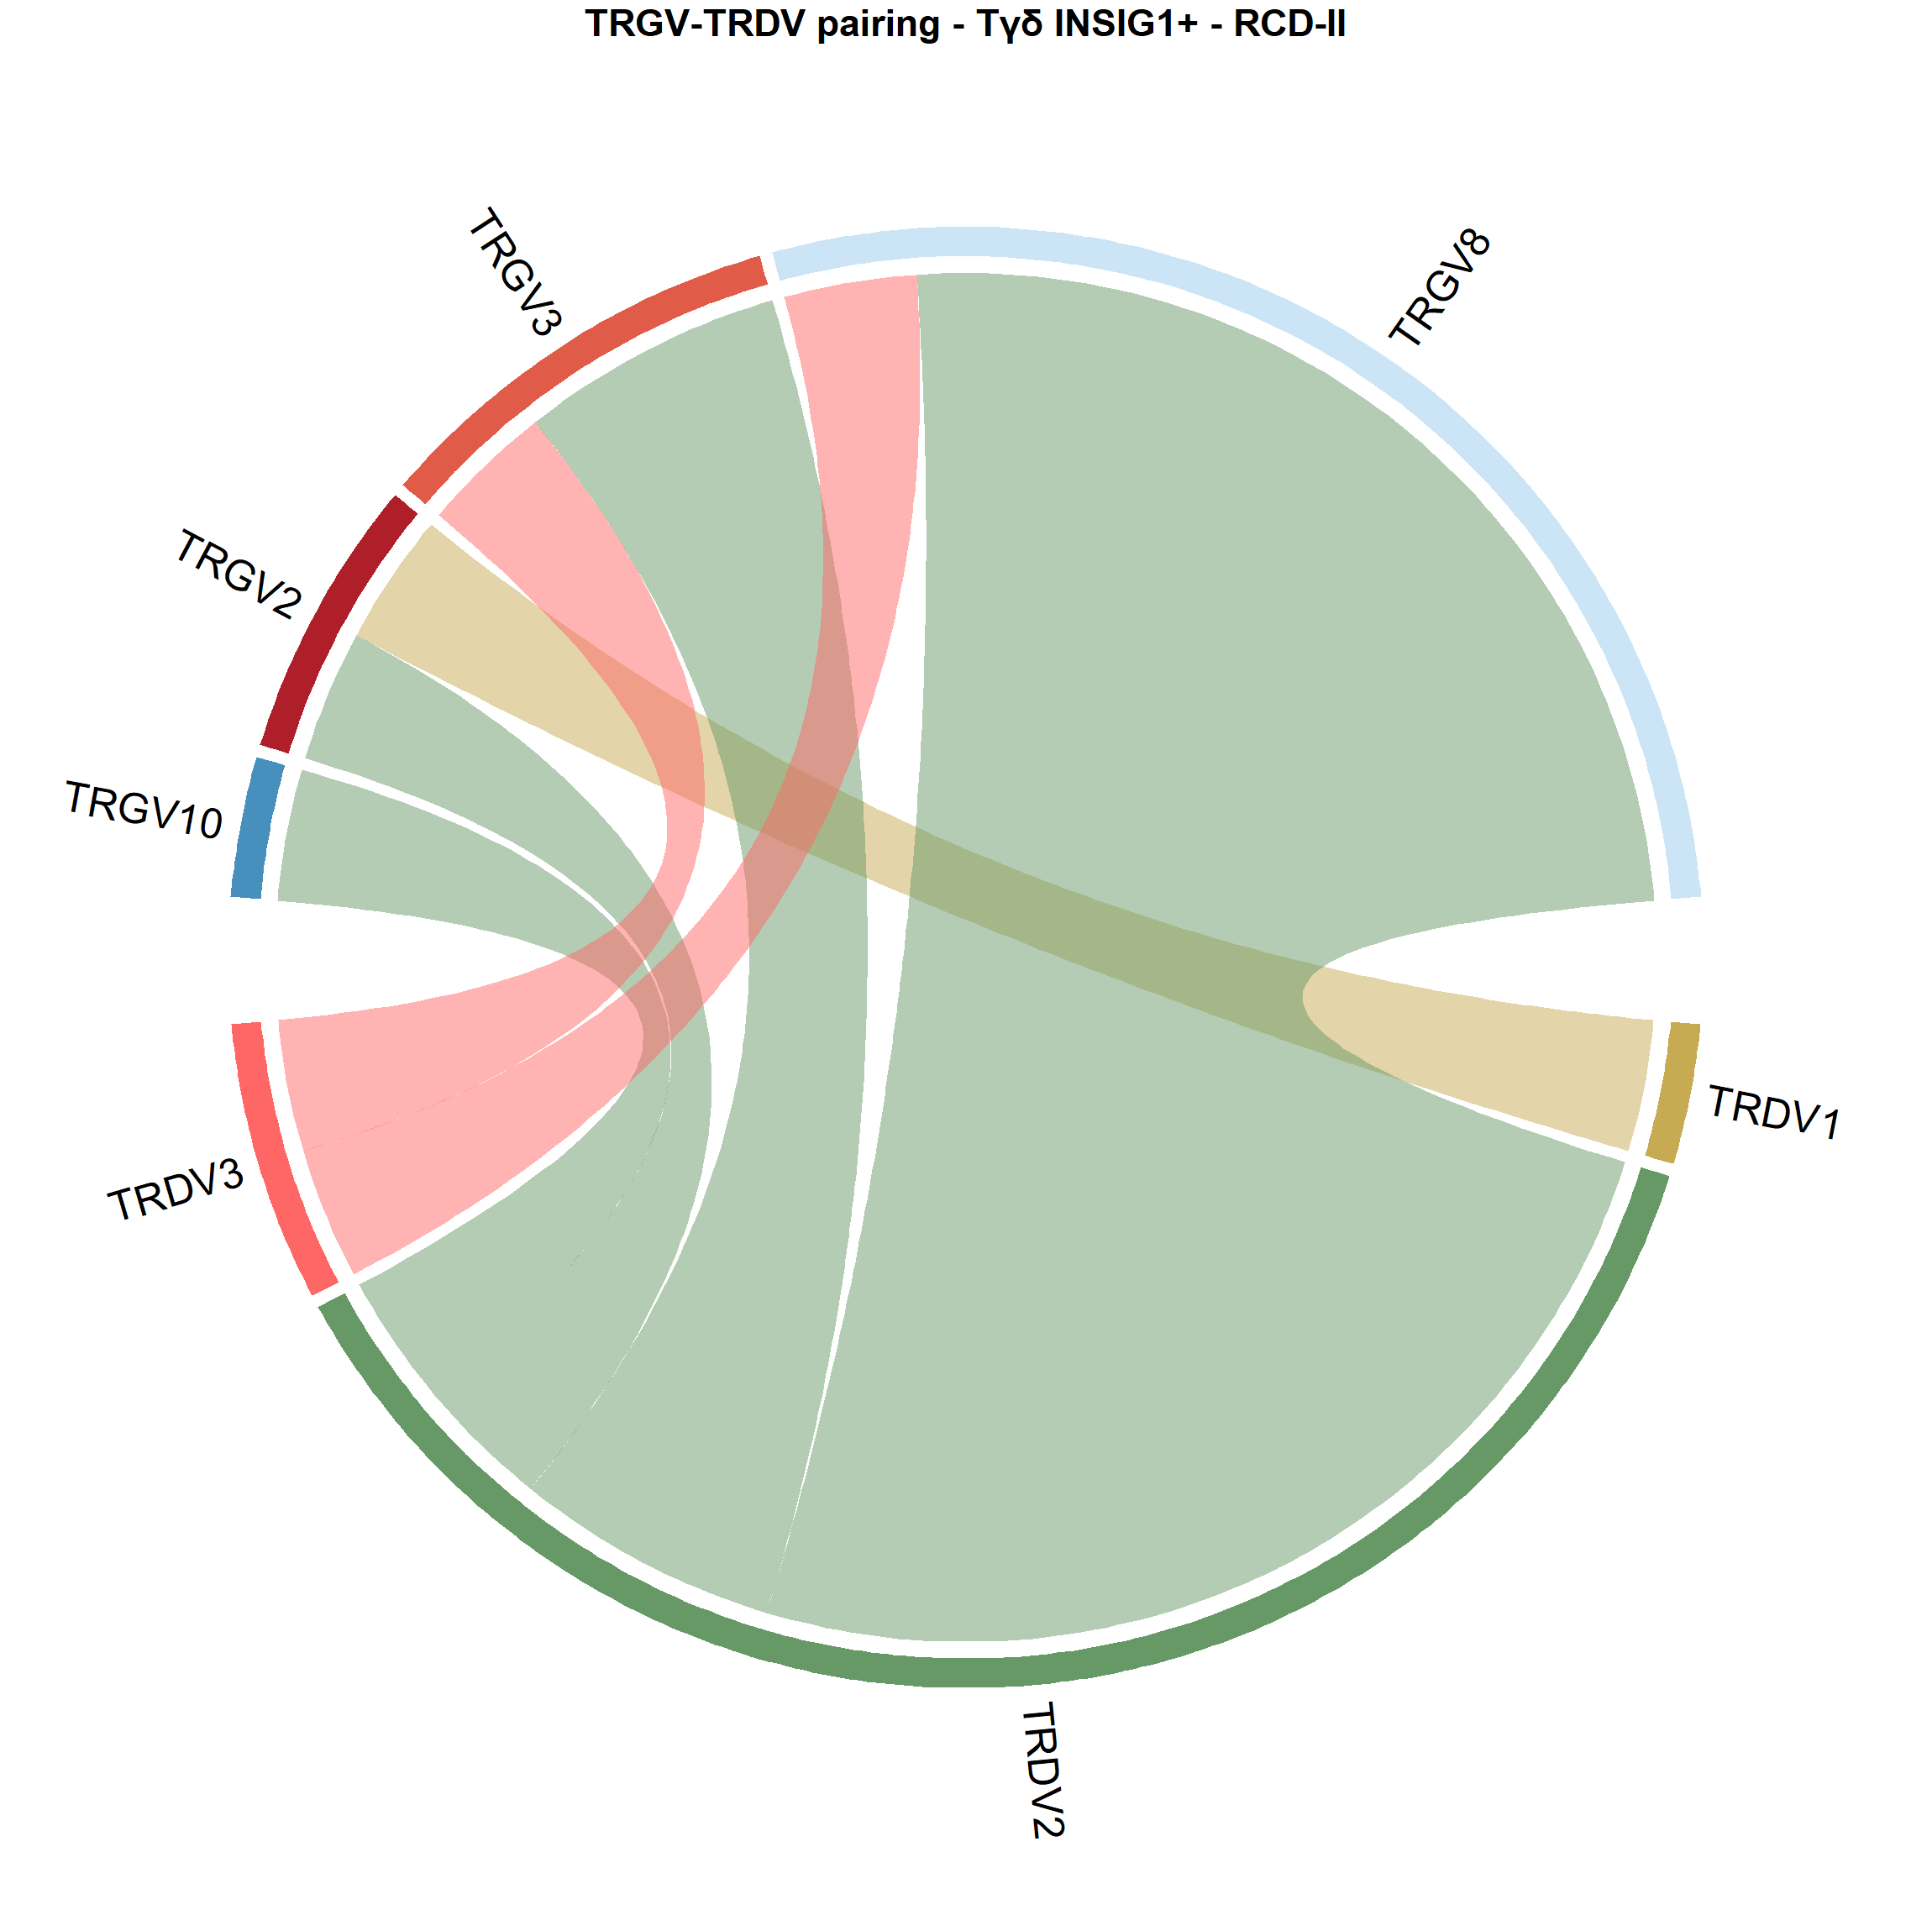 TRGV-TRDV pairing - Tγδ INSIG1+ - RCD-II
TRGV8
TRGV3
TRGV2
TRGV10
TRDV1
TRDV3
TRDV2